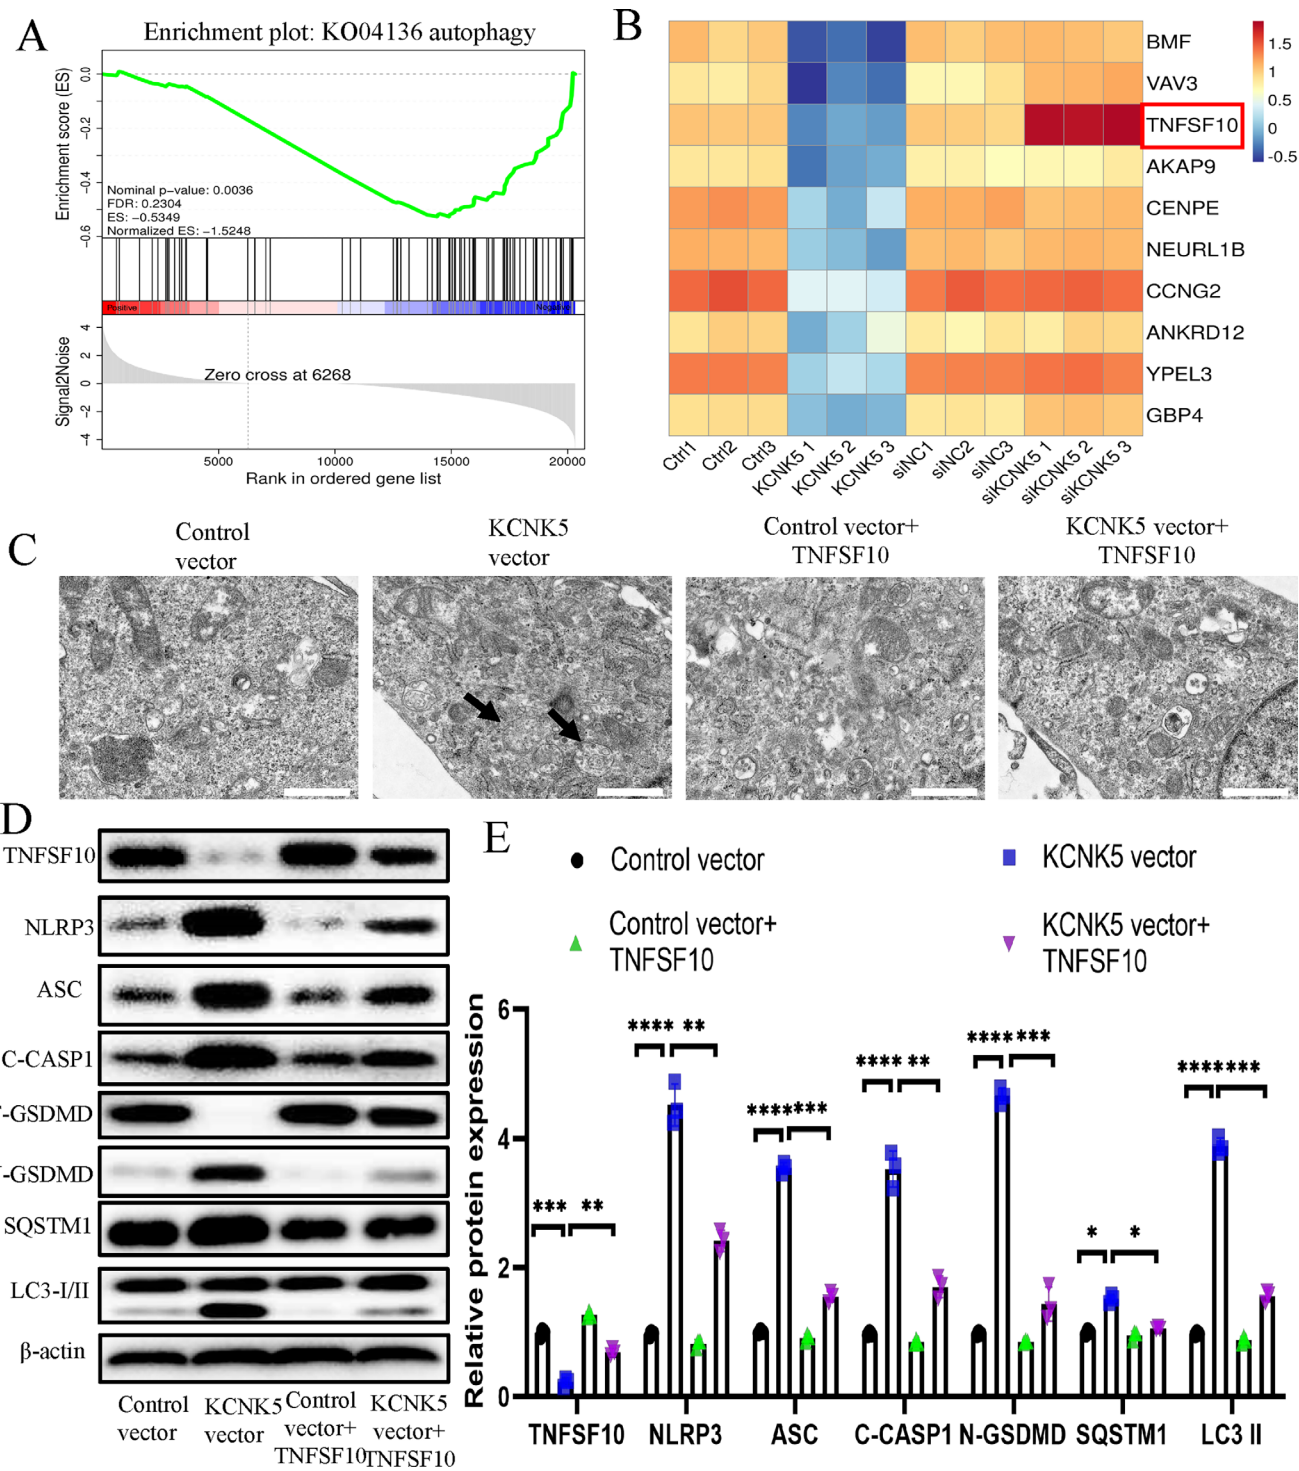 A
Enrichment plot: KO04136 autophagy
Enrichment score (ES)
0.0
-0.2
-0.4
-0.6
Nominal p-value: 0.0036
FDR: 0.2304
ES: -0.5349
Normalized ES: -1.5248
Positive
Signal2Noise
4
2
0
-2
-4
Zero cross at 6268
5000
10000
15000
20000
Rank in ordered gene list
B
BMF
VAV3
TNFSF10
AKAP9
CENPE
NEURL1B
CCNG2
ANKRD12
YPEL3
GBP4
1.5
1
0.5
0
-0.5
Ctrl1
Ctrl2
Ctrl3
KCNK5 1
KCNK5 2
KCNK5 3
siNC1
siNC2
siNC3
siKCNK5 1
siKCNK5 2
siKCNK5 3
C
Control
vector
KCNK5
vector
Control vector+
TNFSF10
KCNK5 vector+
TNFSF10
D
TNFSF10
NLRP3
ASC
C-CASP1
-GSDMD
-GSDMD
SQSTM1
LC3-I/II
β-actin
Control
vector
KCNK5
vector
Control
vector+
TNFSF10
KCNK5
vector+
TNFSF10
E
Control vector
KCNK5 vector
Control vector+
TNFSF10
KCNK5 vector+
TNFSF10
Relative protein expression
6
4
2
0
*** **
**** **
**** ***
**** **
**** ***
* *
**** ***
TNFSF10
NLRP3
ASC
C-CASP1
N-GSDMD
SQSTM1
LC3 II